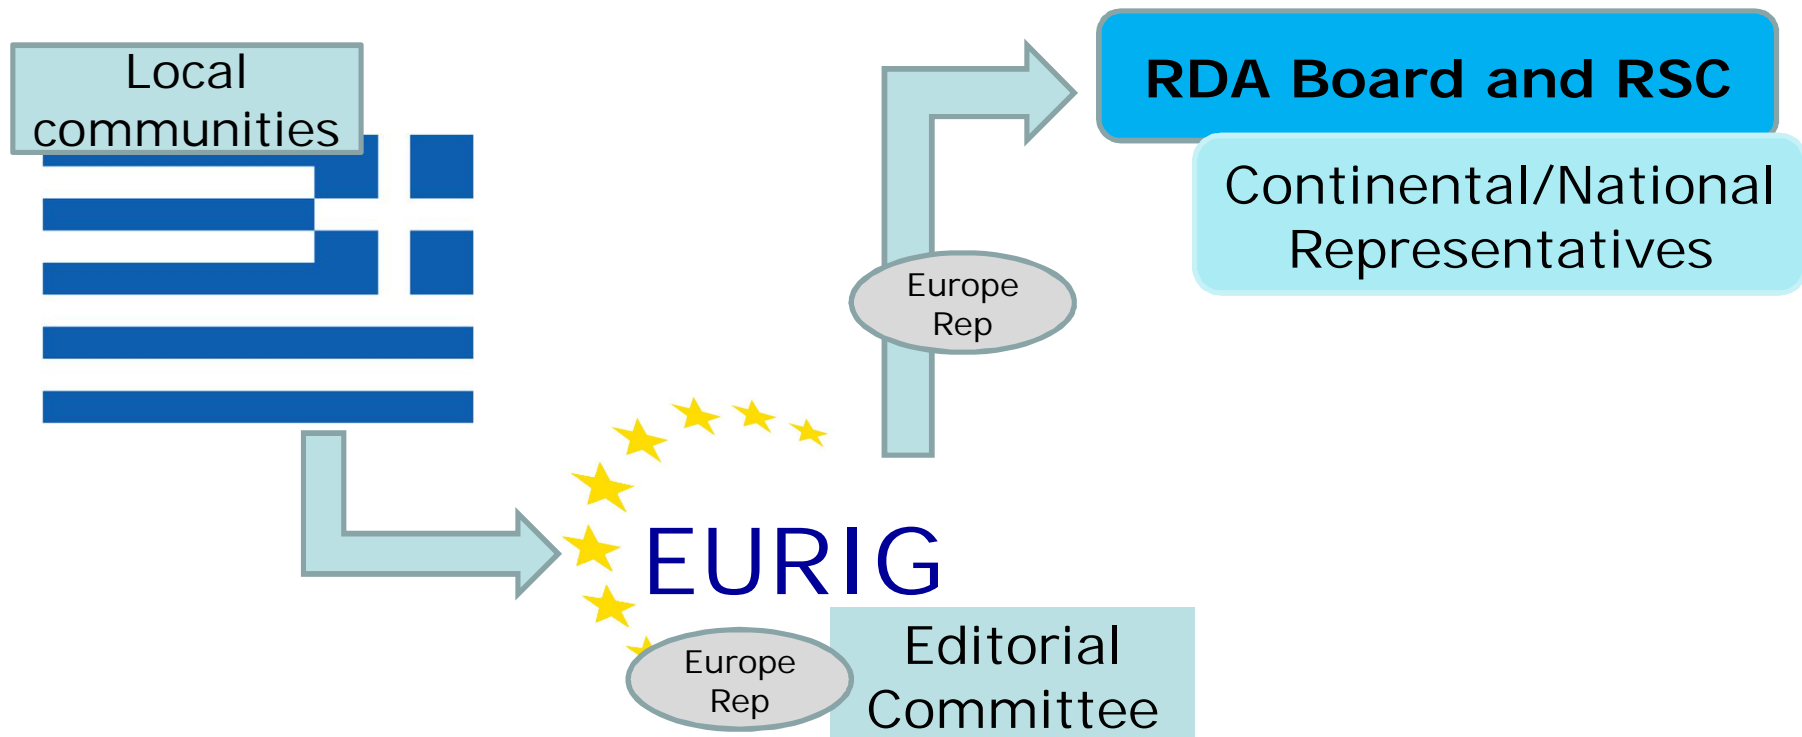 Local
communities
RDA Board and RSC
Continental/National
Representatives
Europe
Rep
EURIG
Europe
Rep
Editorial
Committee